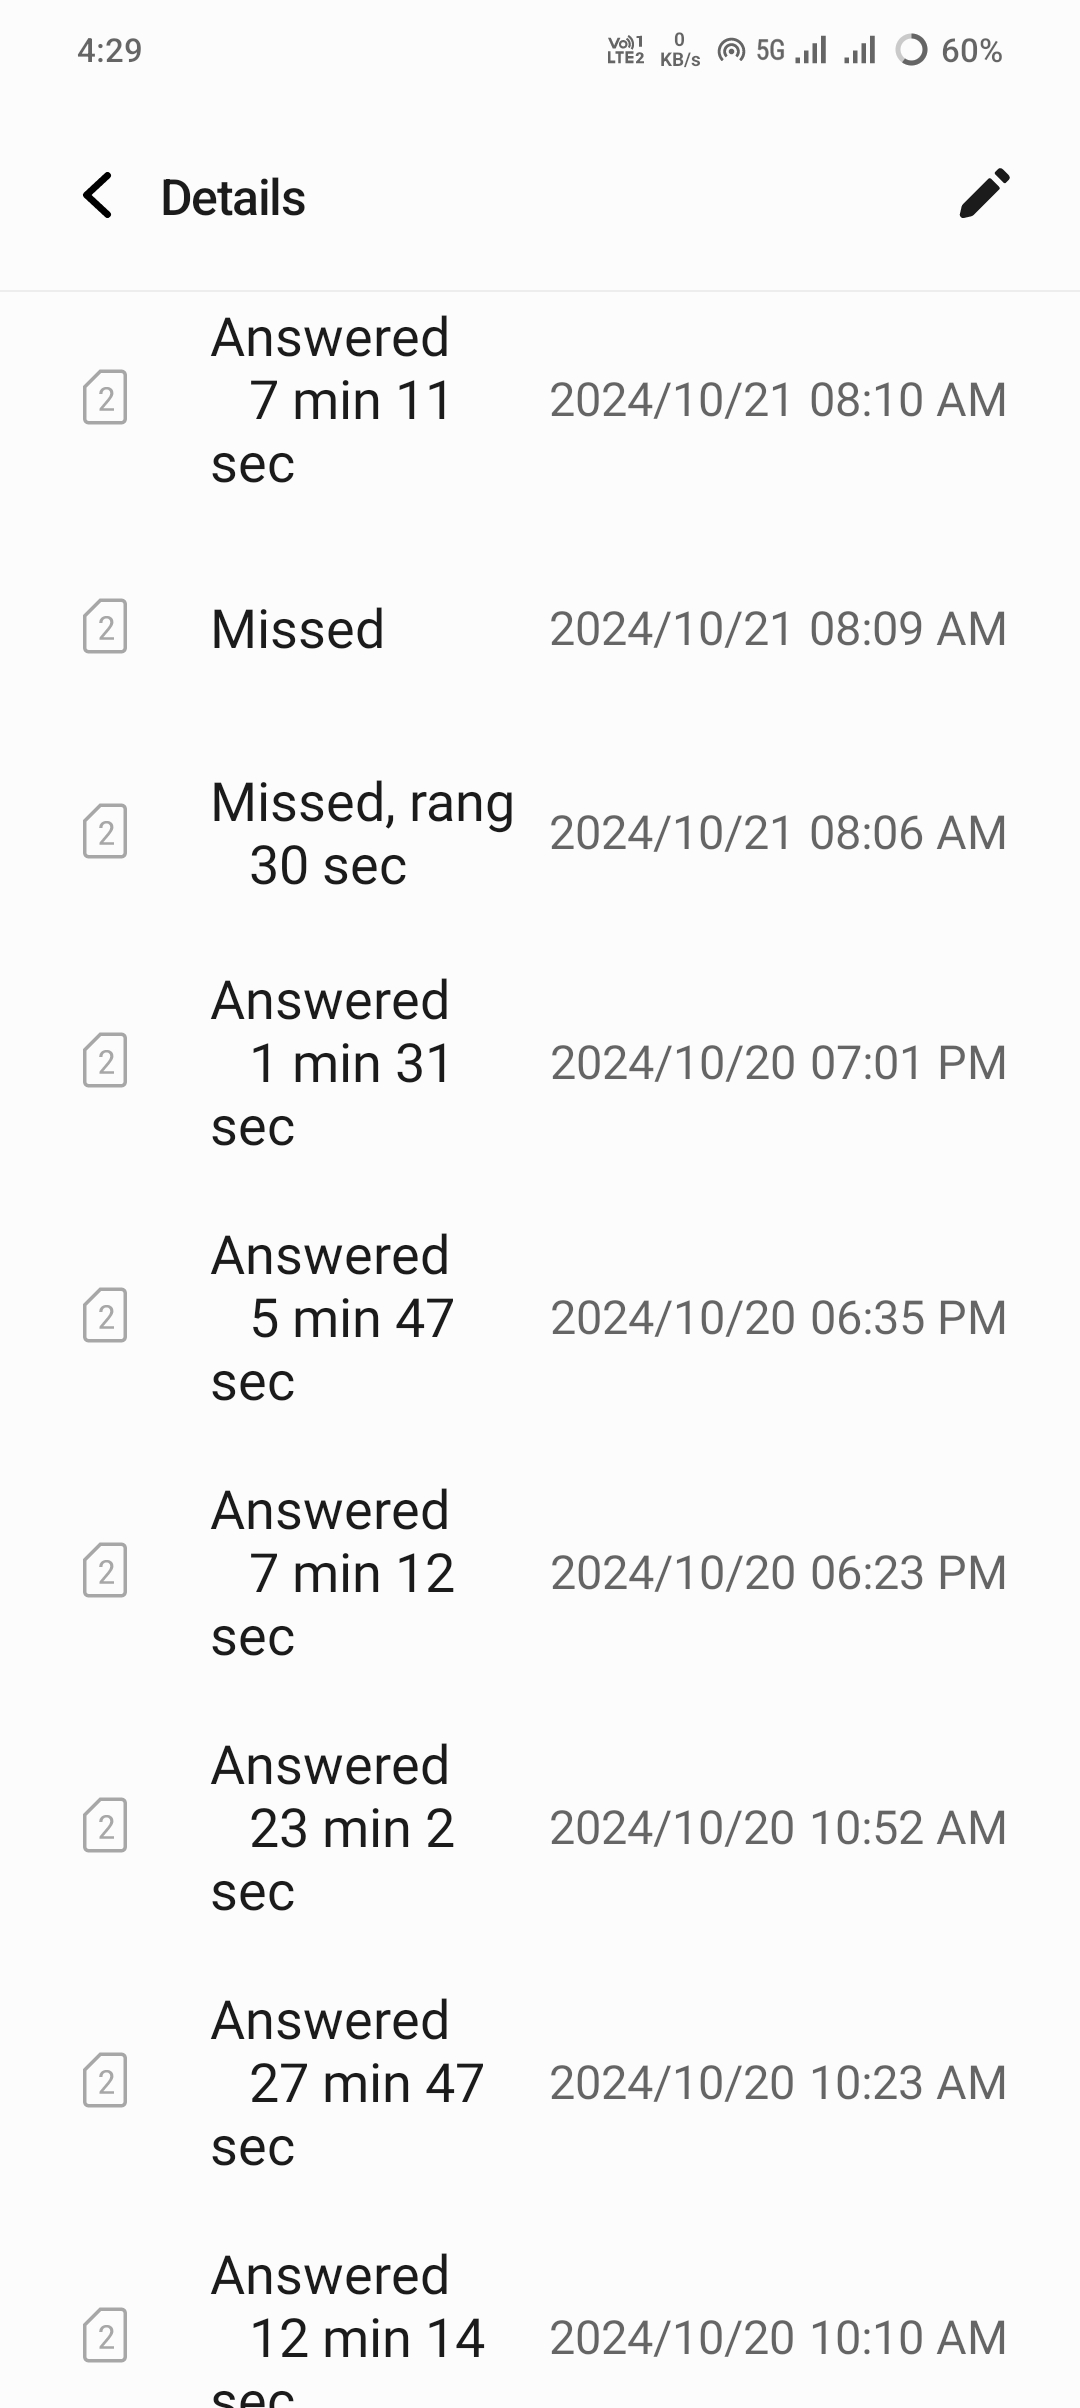 4:29
Vo)) 1 LTE2 0 KB/s 5G 60%
Details
2 Answered 7 min 11 sec 2024/10/21 08:10 AM
2 Missed 2024/10/21 08:09 AM
2 Missed, rang 30 sec 2024/10/21 08:06 AM
2 Answered 1 min 31 sec 2024/10/20 07:01 PM
2 Answered 5 min 47 sec 2024/10/20 06:35 PM
2 Answered 7 min 12 sec 2024/10/20 06:23 PM
2 Answered 23 min 2 sec 2024/10/20 10:52 AM
2 Answered 27 min 47 sec 2024/10/20 10:23 AM
2 Answered 12 min 14 sec 2024/10/20 10:10 AM